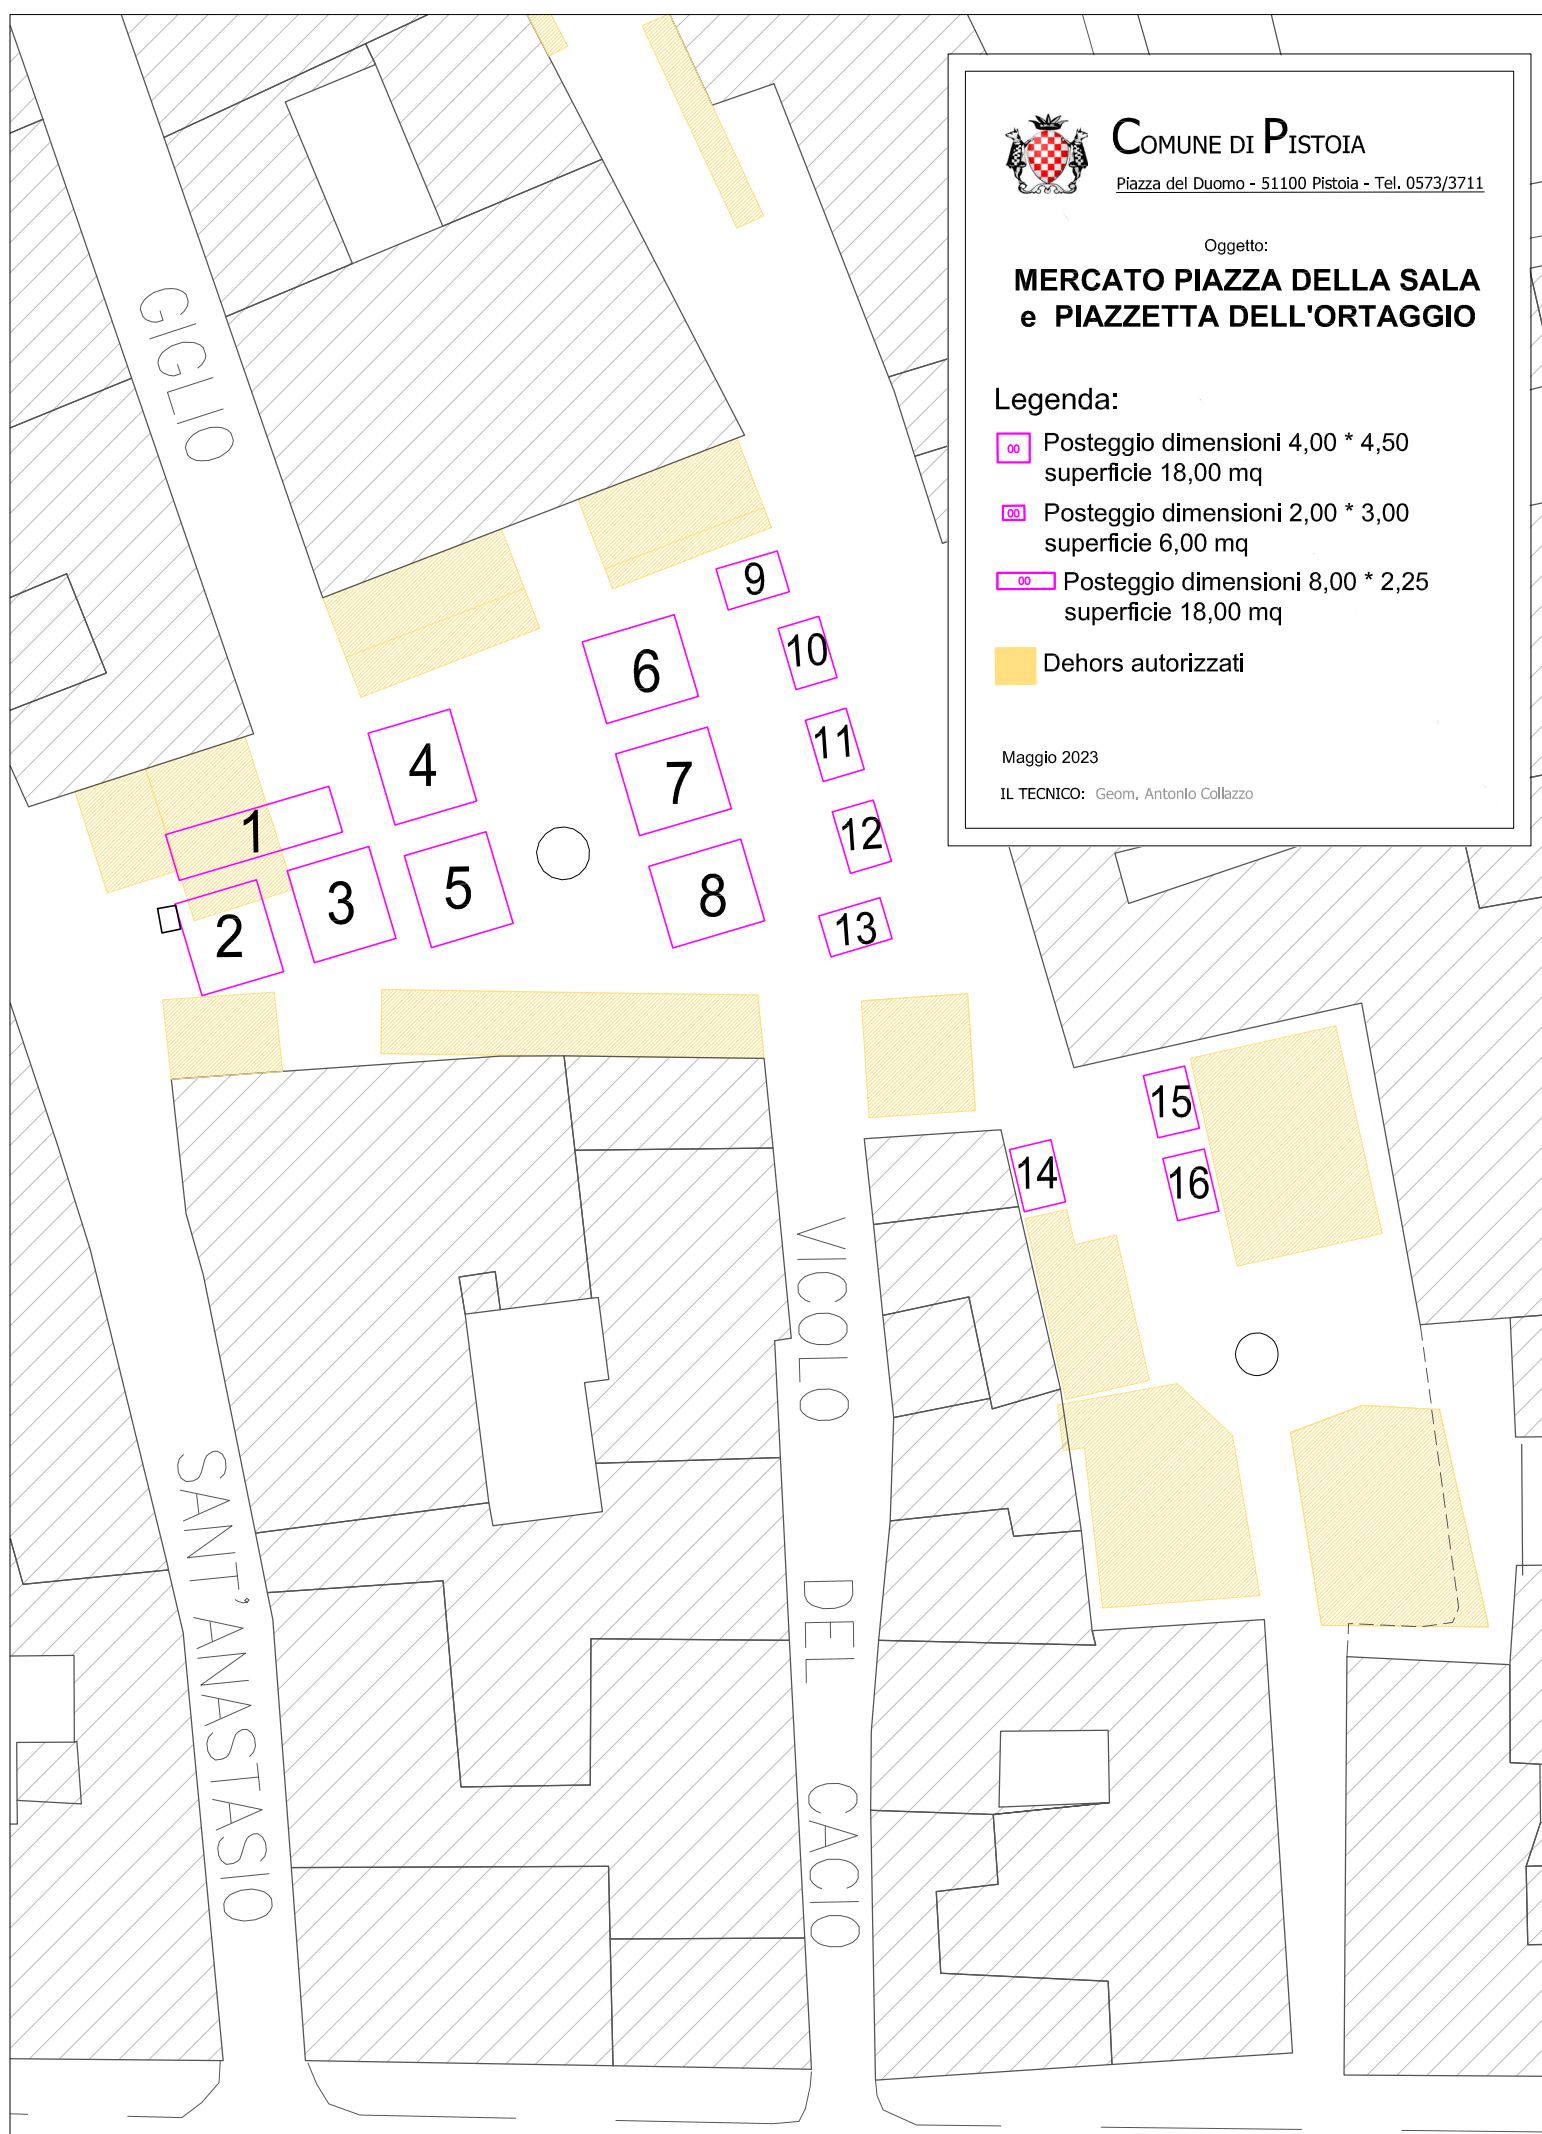 COMUNE DI PISTOIA
Piazza del Duomo - 51100 Pistoia - Tel. 0573/3711
Oggetto:
MERCATO PIAZZA DELLA SALA
e PIAZZETTA DELL'ORTAGGIO
Legenda:
00 Posteggio dimensioni 4,00 * 4,50
superficie 18,00 mq
00 Posteggio dimensioni 2,00 * 3,00
superficie 6,00 mq
00 Posteggio dimensioni 8,00 * 2,25
superficie 18,00 mq
Dehors autorizzati
Maggio 2023
IL TECNICO: Geom. Antonio Collazzo
GIGLIO
1
2
3
4
5
6
7
8
9
10
11
12
13
14
15
16
SANT'ANASTASIO
VICOLO DEL CACIO